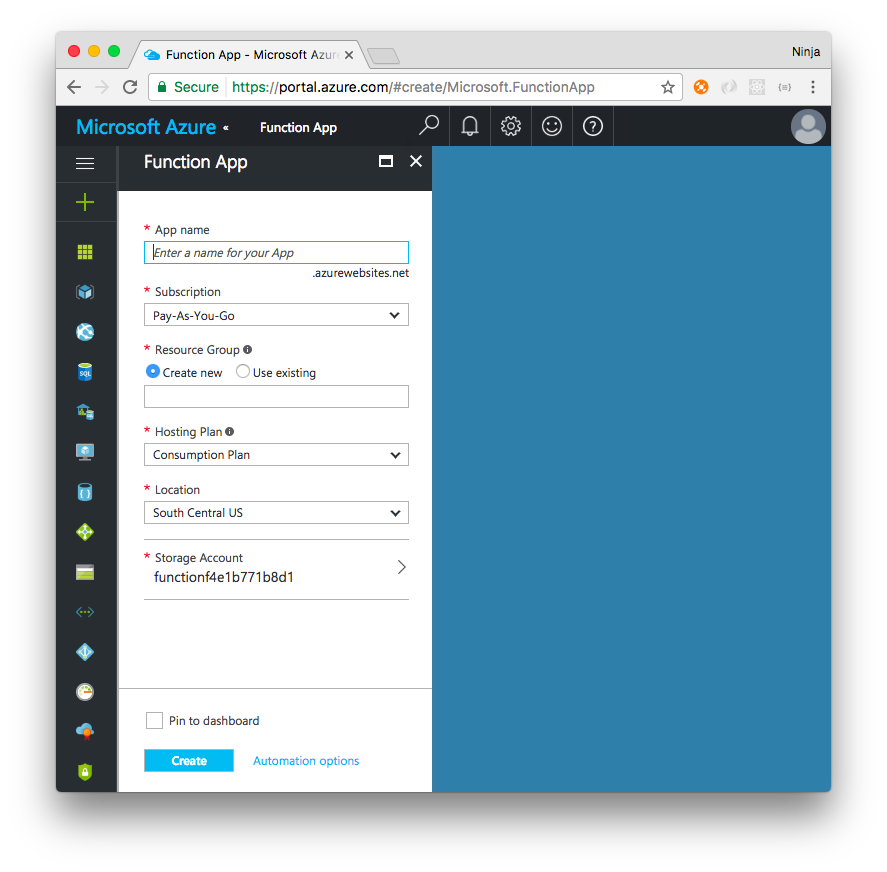 Function App - Microsoft Azur
Ninja
Secure https://portal.azure.com/#create/Microsoft.FunctionApp
Microsoft Azure « Function App
Function App
* App name
Enter a name for your App
.azurewebsites.net
* Subscription
Pay-As-You-Go
* Resource Group
Create new Use existing
* Hosting Plan
Consumption Plan
* Location
South Central US
* Storage Account
functionf4e1b771b8d1
SQL
Pin to dashboard
Create Automation options